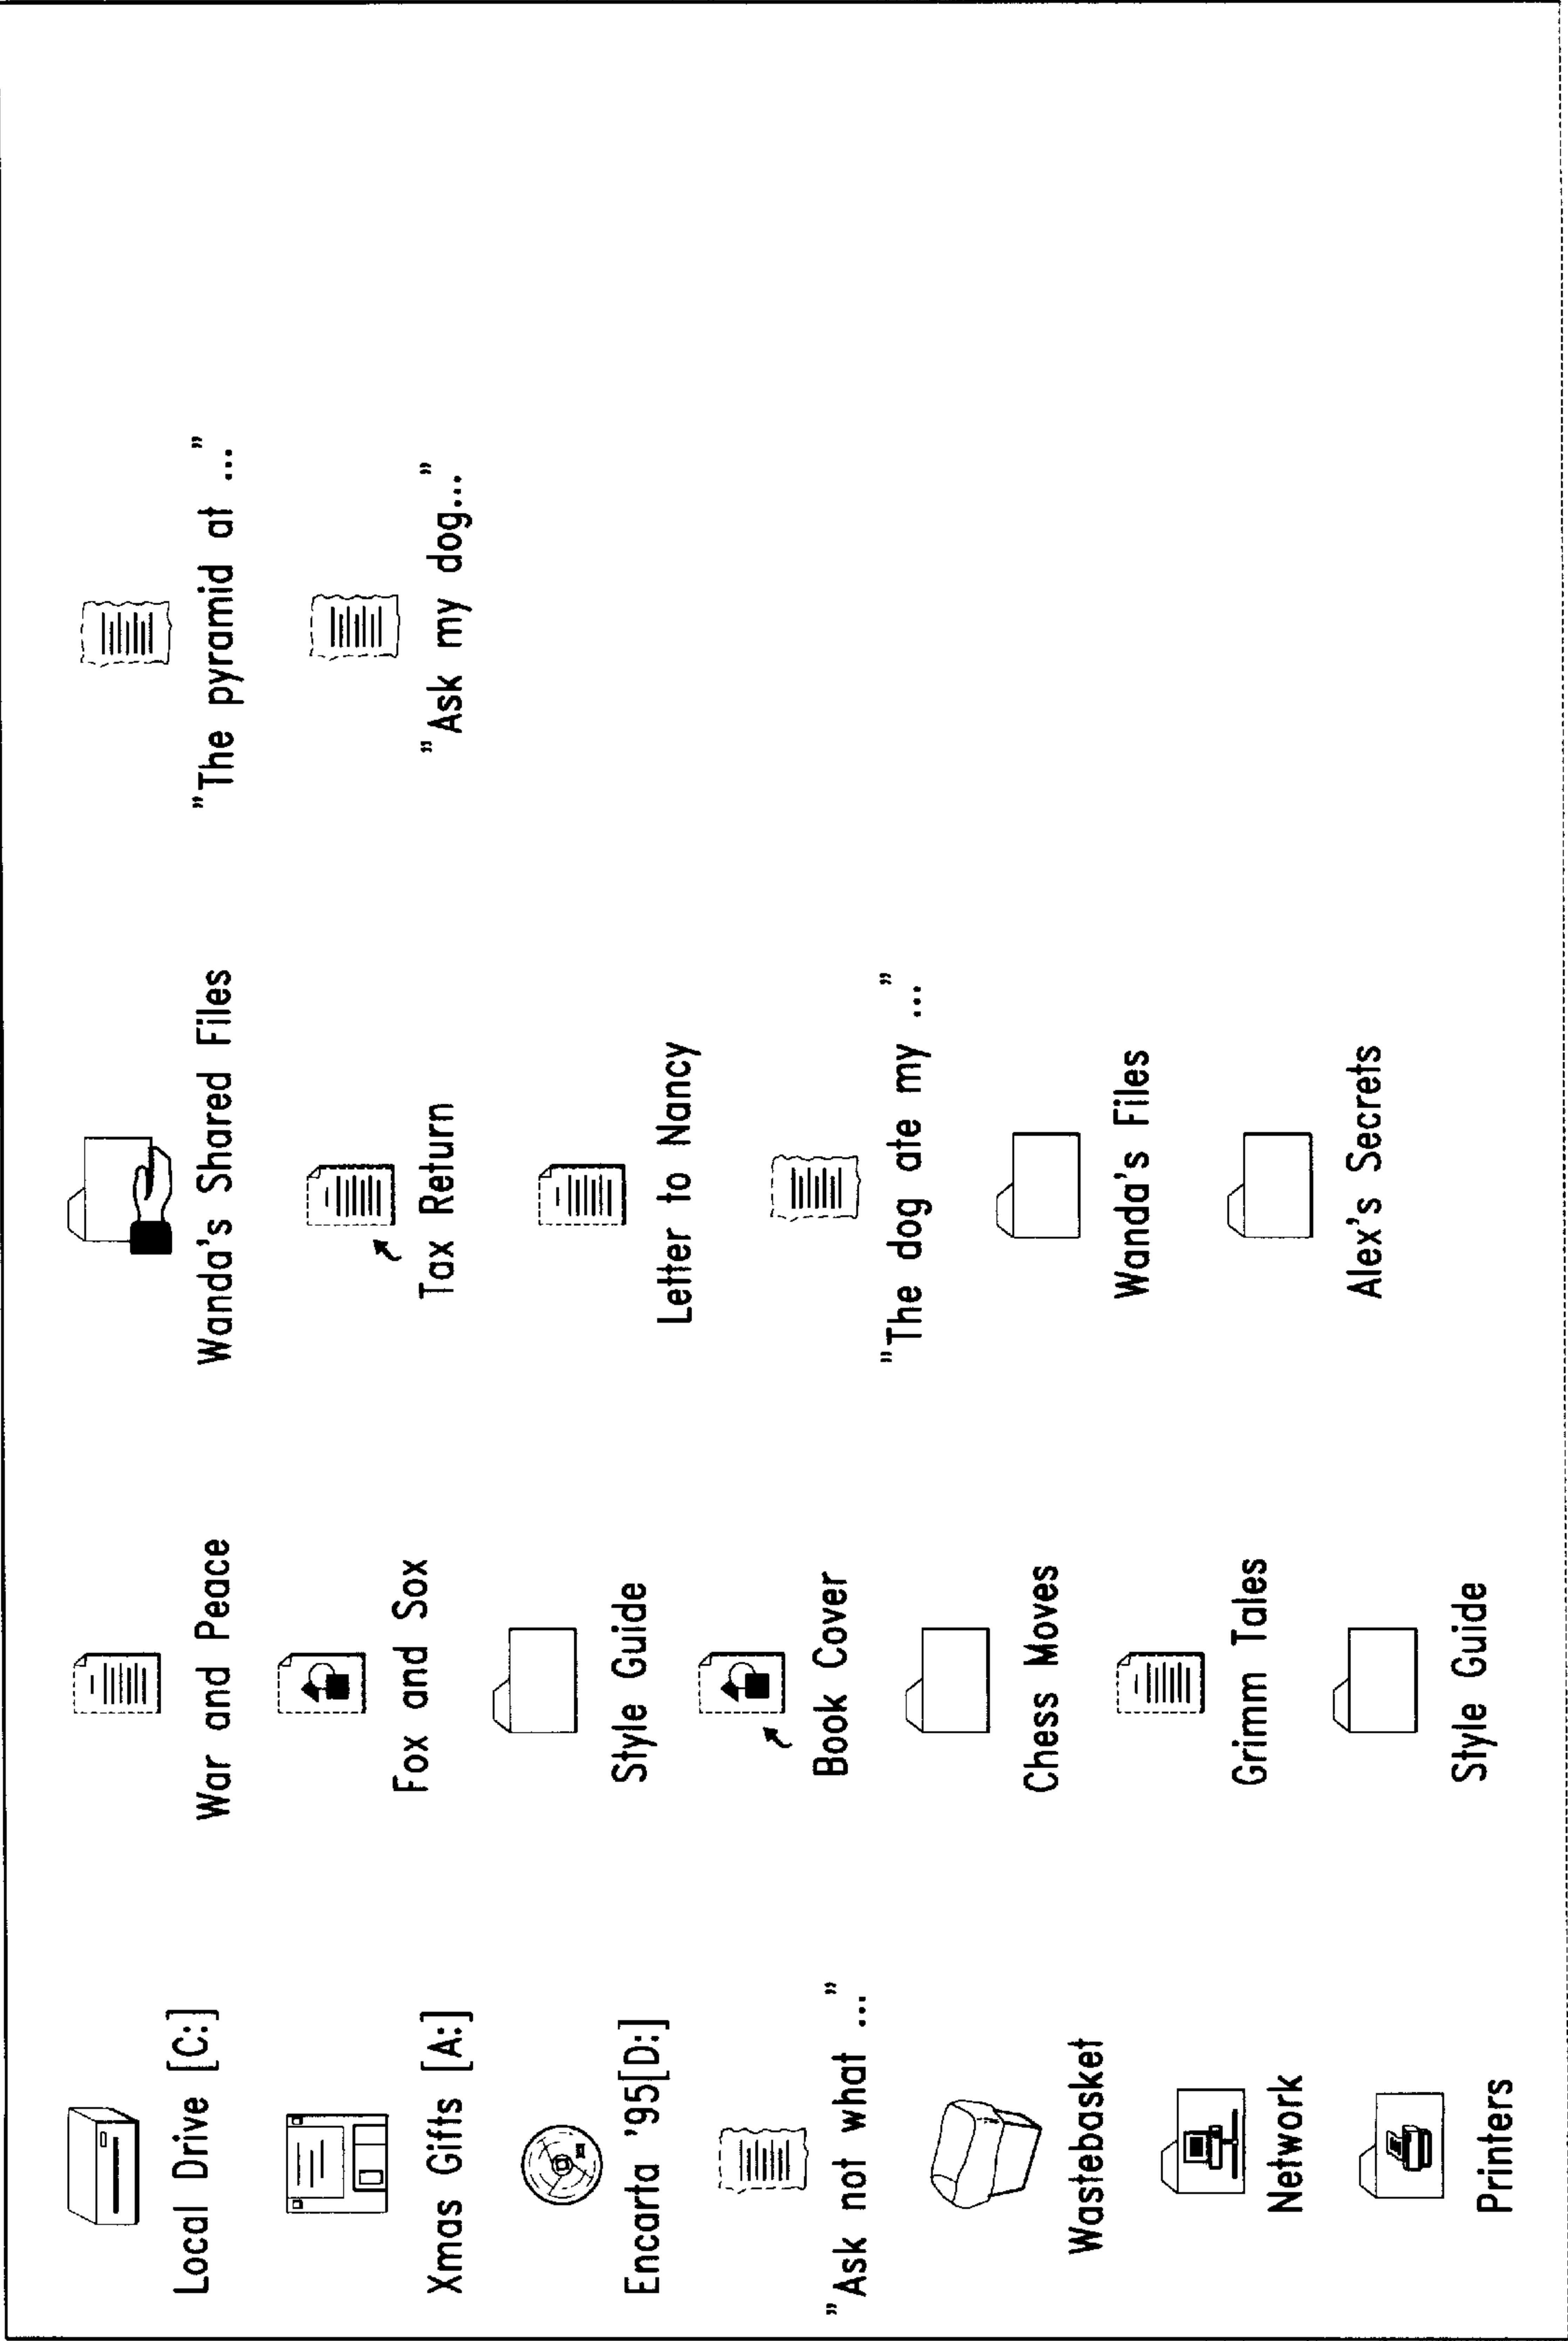 Local Drive [C:]
Xmas Gifts [A:]
Encarta '95[D:]
"Ask not what ..."
Wastebasket
Network
Printers
War and Peace
Fox and Sox
Style Guide
Book Cover
Chess Moves
Grimm Tales
Style Guide
Wanda's Shared Files
Tax Return
Letter to Nancy
"The dog ate my ..."
Wanda's Files
Alex's Secrets
"The pyramid at ..."
"Ask my dog..."